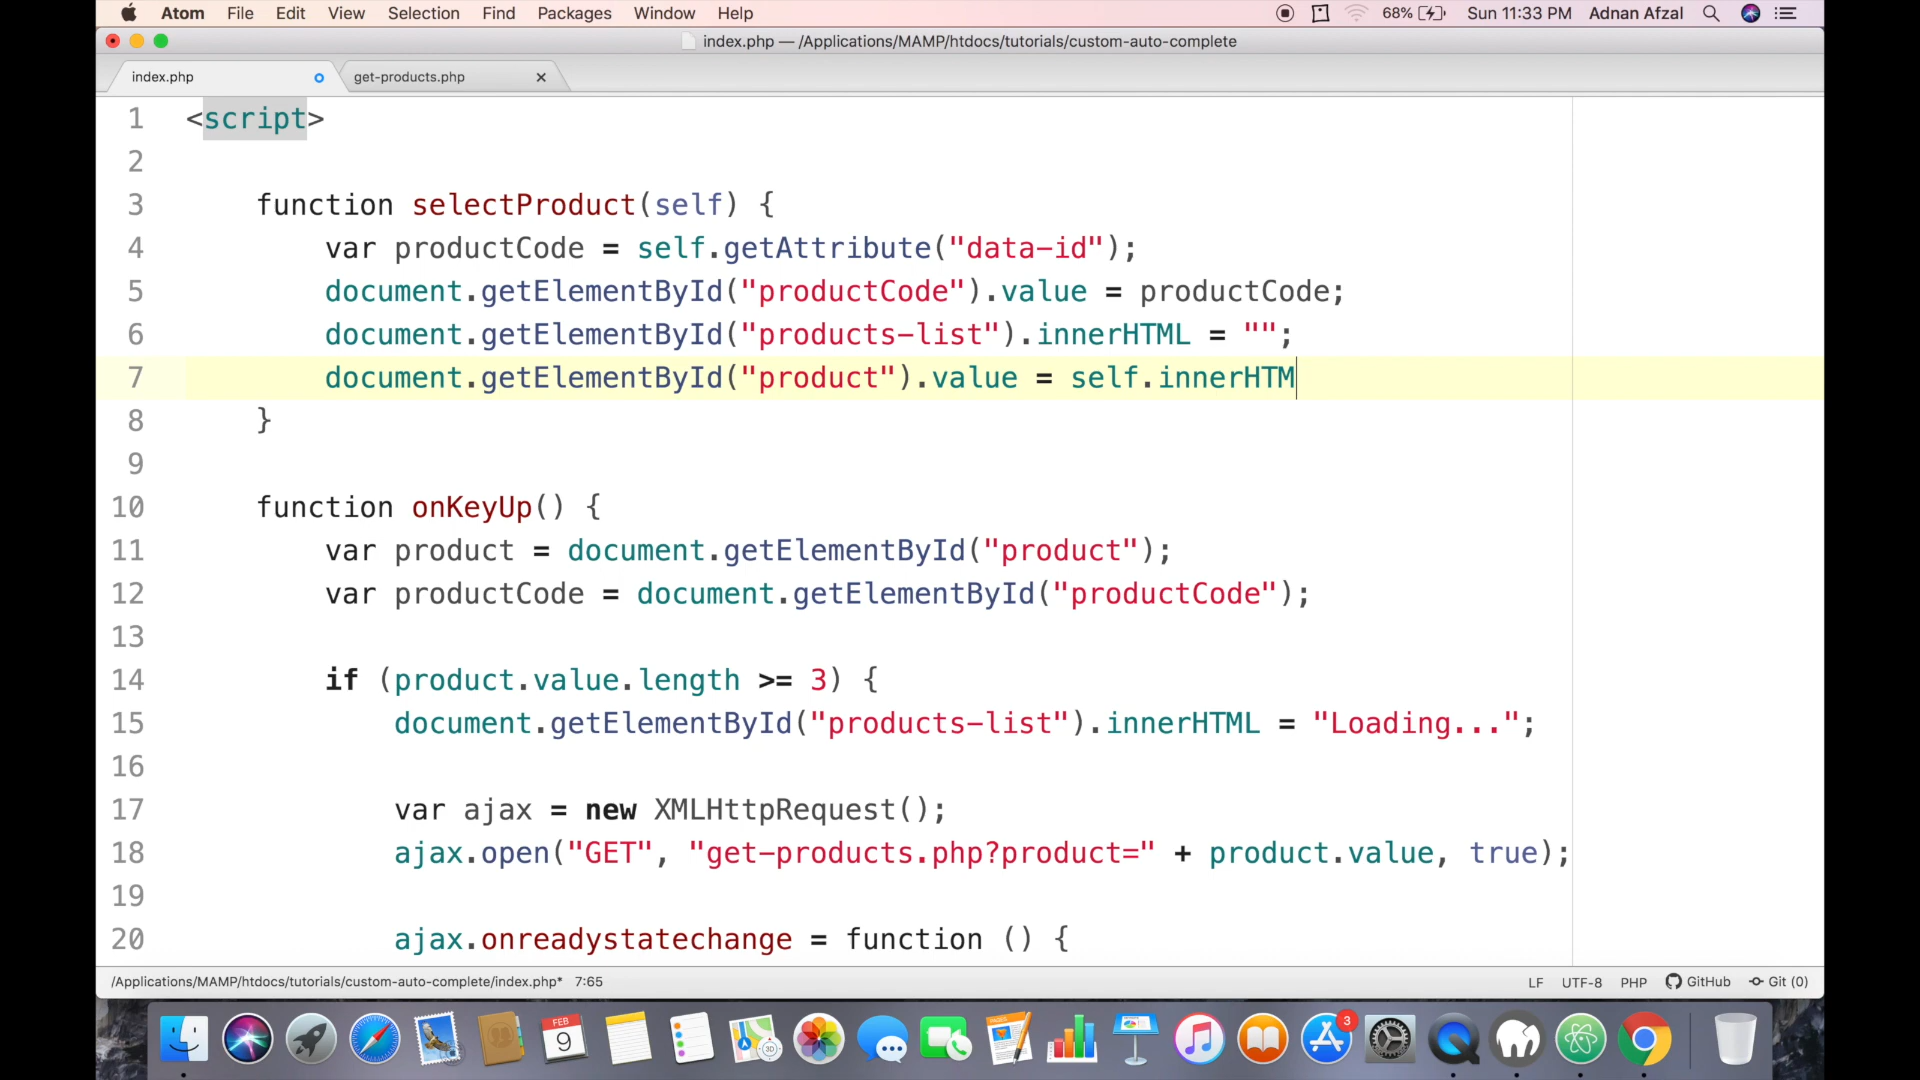 Atom File Edit View Selection Find Packages Window Help 68% Sun 11:33 PM Adnan Afzal
index.php — /Applications/MAMP/htdocs/tutorials/custom-auto-complete
index.php get-products.php
1 <script>
2
3 function selectProduct(self) {
4 var productCode = self.getAttribute("data-id");
5 document.getElementById("productCode").value = productCode;
6 document.getElementById("products-list").innerHTML = "";
7 document.getElementById("product").value = self.innerHTM
8 }
9
10 function onKeyUp() {
11 var product = document.getElementById("product");
12 var productCode = document.getElementById("productCode");
13
14 if (product.value.length >= 3) {
15 document.getElementById("products-list").innerHTML = "Loading...";
16
17 var ajax = new XMLHttpRequest();
18 ajax.open("GET", "get-products.php?product=" + product.value, true);
19
20 ajax.onreadystatechange = function () {
/Applications/MAMP/htdocs/tutorials/custom-auto-complete/index.php* 7:65 LF UTF-8 PHP GitHub Git (0)
FEB
9
3D
3